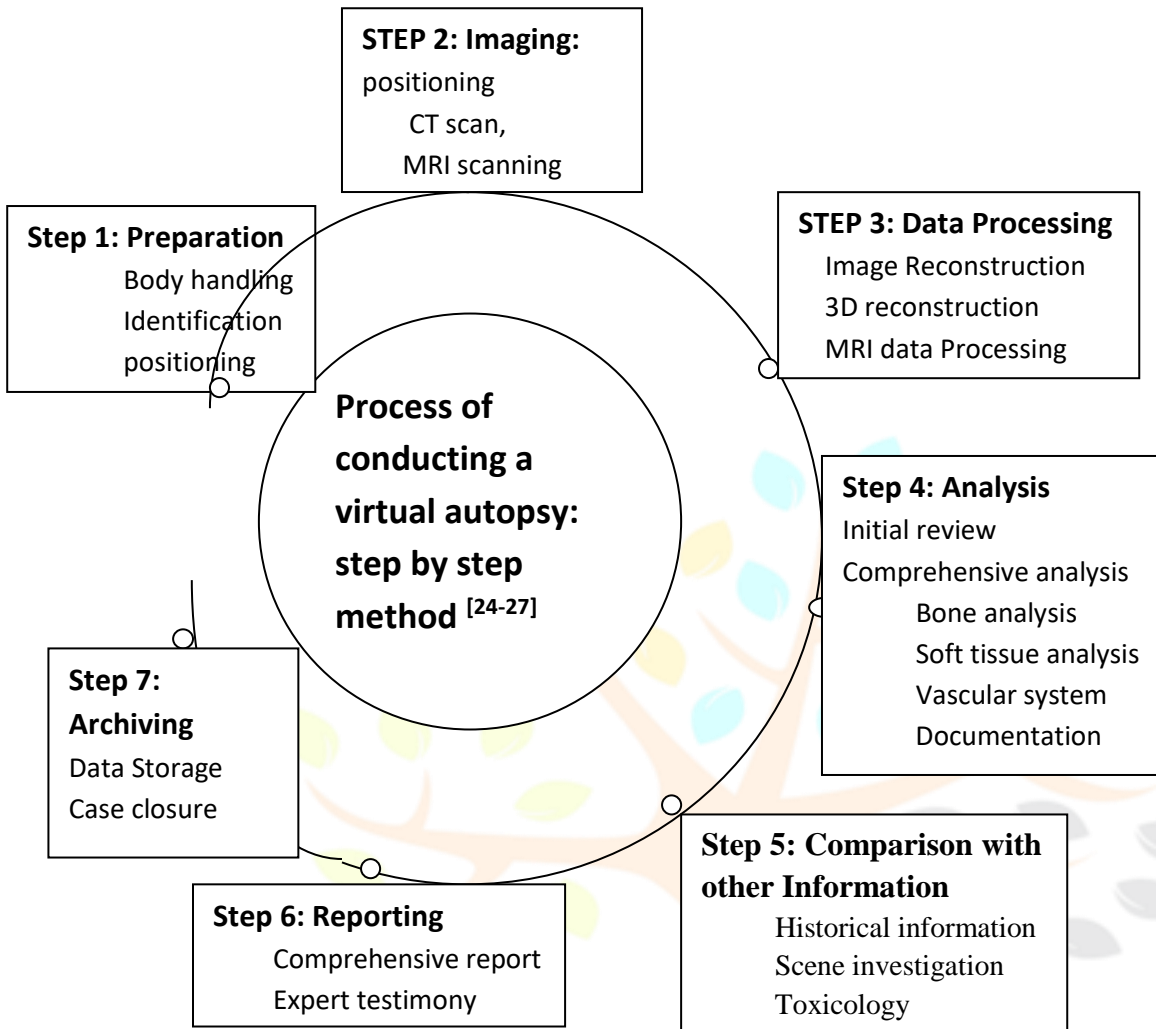 STEP 2: Imaging:
positioning
CT scan,
MRI scanning
Step 1: Preparation
Body handling
Identification
positioning
STEP 3: Data Processing
Image Reconstruction
3D reconstruction
MRI data Processing
Process of
conducting a
virtual autopsy:
step by step
method [24-27]
Step 4: Analysis
Initial review
Comprehensive analysis
Bone analysis
Soft tissue analysis
Vascular system
Documentation
Step 7:
Archiving
Data Storage
Case closure
Step 5: Comparison with
other Information
Historical information
Scene investigation
Toxicology
Step 6: Reporting
Comprehensive report
Expert testimony